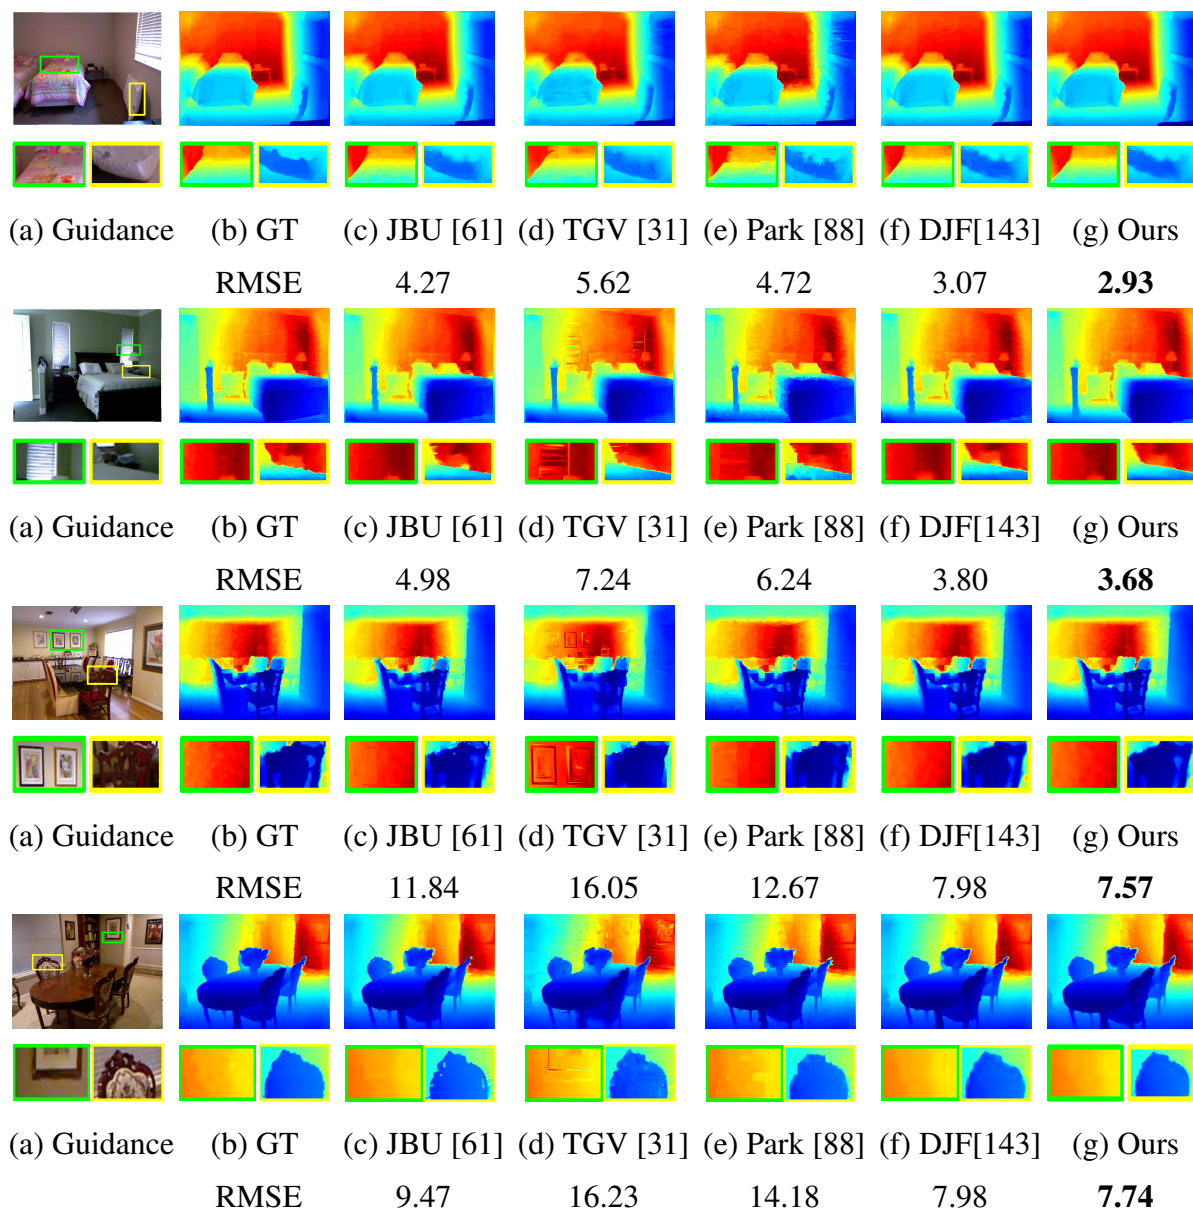 (a) Guidance (b) GT (c) JBU [61] (d) TGV [31] (e) Park [88] (f) DJF[143] (g) Ours
RMSE 4.27 5.62 4.72 3.07 2.93
(a) Guidance (b) GT (c) JBU [61] (d) TGV [31] (e) Park [88] (f) DJF[143] (g) Ours
RMSE 4.98 7.24 6.24 3.80 3.68
(a) Guidance (b) GT (c) JBU [61] (d) TGV [31] (e) Park [88] (f) DJF[143] (g) Ours
RMSE 11.84 16.05 12.67 7.98 7.57
(a) Guidance (b) GT (c) JBU [61] (d) TGV [31] (e) Park [88] (f) DJF[143] (g) Ours
RMSE 9.47 16.23 14.18 7.98 7.74